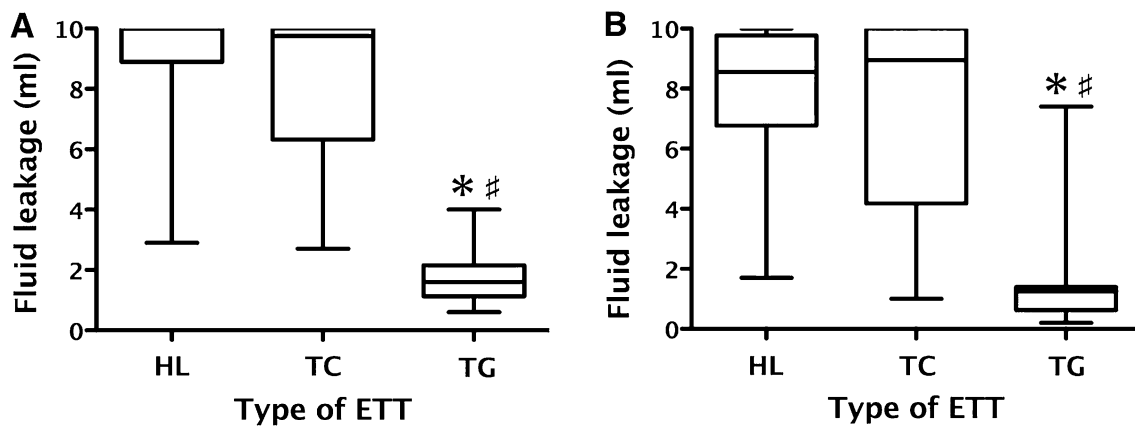 A
Fluid leakage (ml)
10
8
6
4
2
0
* ♯
HL TC TG
Type of ETT
B
Fluid leakage (ml)
10
8
6
4
2
0
* ♯
HL TC TG
Type of ETT